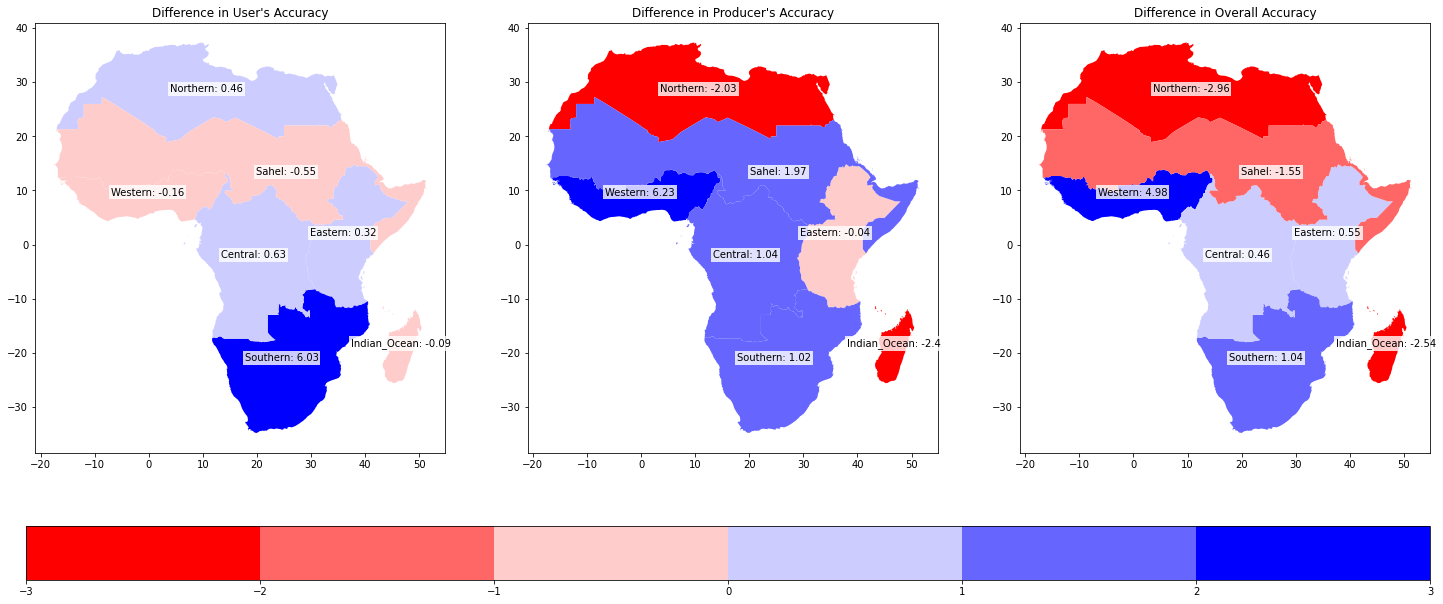 Difference in User's Accuracy
40
30
20
10
0
−10
−20
−30
−20 −10 0 10 20 30 40 50
Northern: 0.46
Sahel: -0.55
Western: -0.16
Eastern: 0.32
Central: 0.63
Indian_Ocean: -0.09
Southern: 6.03
Difference in Producer's Accuracy
40
30
20
10
0
−10
−20
−30
−20 −10 0 10 20 30 40 50
Northern: -2.03
Sahel: 1.97
Western: 6.23
Eastern: -0.04
Central: 1.04
Indian_Ocean: -2.4
Southern: 1.02
Difference in Overall Accuracy
40
30
20
10
0
−10
−20
−30
−20 −10 0 10 20 30 40 50
Northern: -2.96
Sahel: -1.55
Western: 4.98
Eastern: 0.55
Central: 0.46
Indian_Ocean: -2.54
Southern: 1.04
−3 −2 −1 0 1 2 3